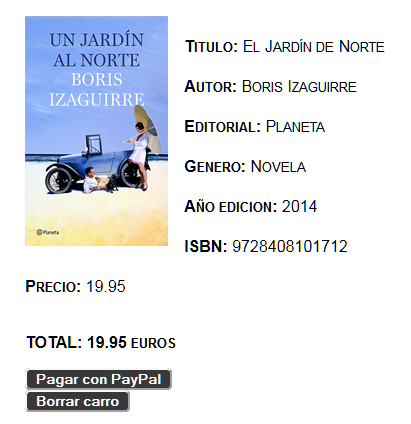 UN JARDÍN
AL NORTE
BORIS
IZAGUIRRE
Planeta
TITULO: EL JARDÍN DE NORTE
AUTOR: BORIS IZAGUIRRE
EDITORIAL: PLANETA
GENERO: NOVELA
AÑO EDICION: 2014
ISBN: 9728408101712
PRECIO: 19.95
TOTAL: 19.95 EUROS
Pagar con PayPal
Borrar carro